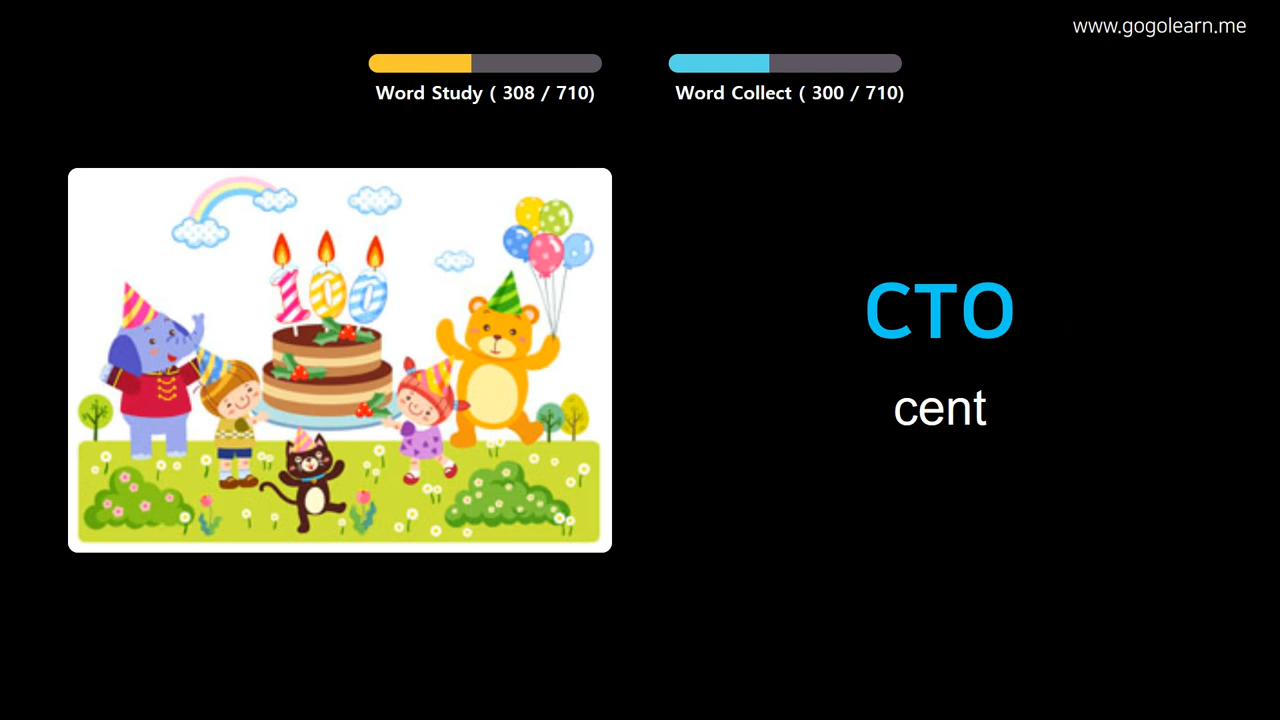 www.gogolearn.me
Word Study ( 308 / 710)
Word Collect ( 300 / 710)
100
СТО
cent